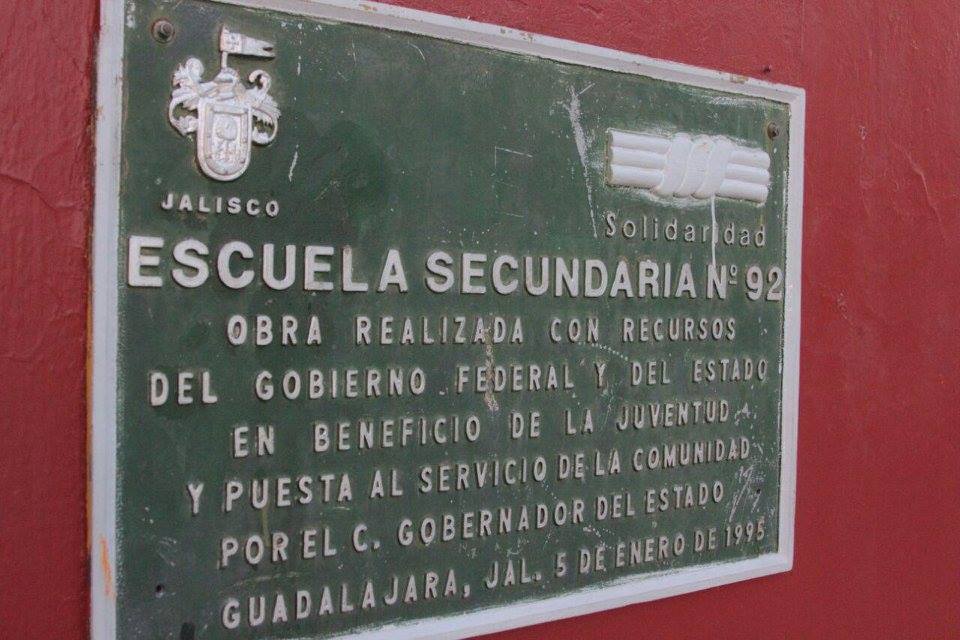 JALISCO
Solidaridad
ESCUELA SECUNDARIA Nº 92
OBRA REALIZADA CON RECURSOS
DEL GOBIERNO FEDERAL Y DEL ESTADO
EN BENEFICIO DE LA JUVENTUD
Y PUESTA AL SERVICIO DE LA COMUNIDAD
POR EL C. GOBERNADOR DEL ESTADO
GUADALAJARA, JAL. 5 DE ENERO DE 1995